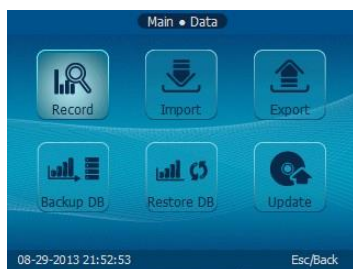 Main ● Data
Record Import Export
Backup DB Restore DB Update
08-29-2013 21:52:53 Esc/Back